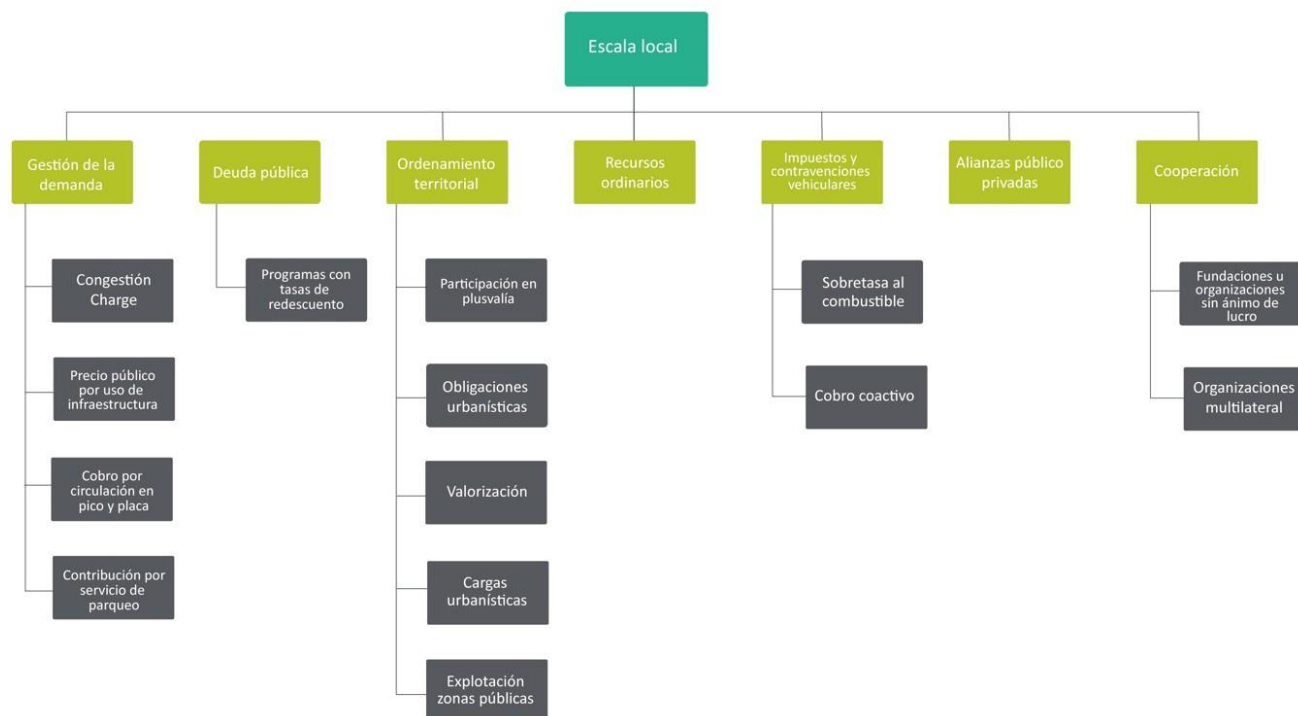 Escala local
Gestión de la
demanda
Deuda pública
Ordenamiento
territorial
Recursos
ordinarios
Impuestos y
contravenciones
vehiculares
Alianzas público
privadas
Cooperación
Congestión
Charge
Precio público
por uso de
infraestructura
Cobro por
circulación en
pico y placa
Contribución por
servicio de
parqueo
Programas con
tasas de
redescuento
Participación en
plusvalía
Obligaciones
urbanísticas
Valorización
Cargas
urbanísticas
Explotación
zonas públicas
Sobretasa al
combustible
Cobro coactivo
Fundaciones u
organizaciones
sin ánimo de
lucro
Organizaciones
multilateral